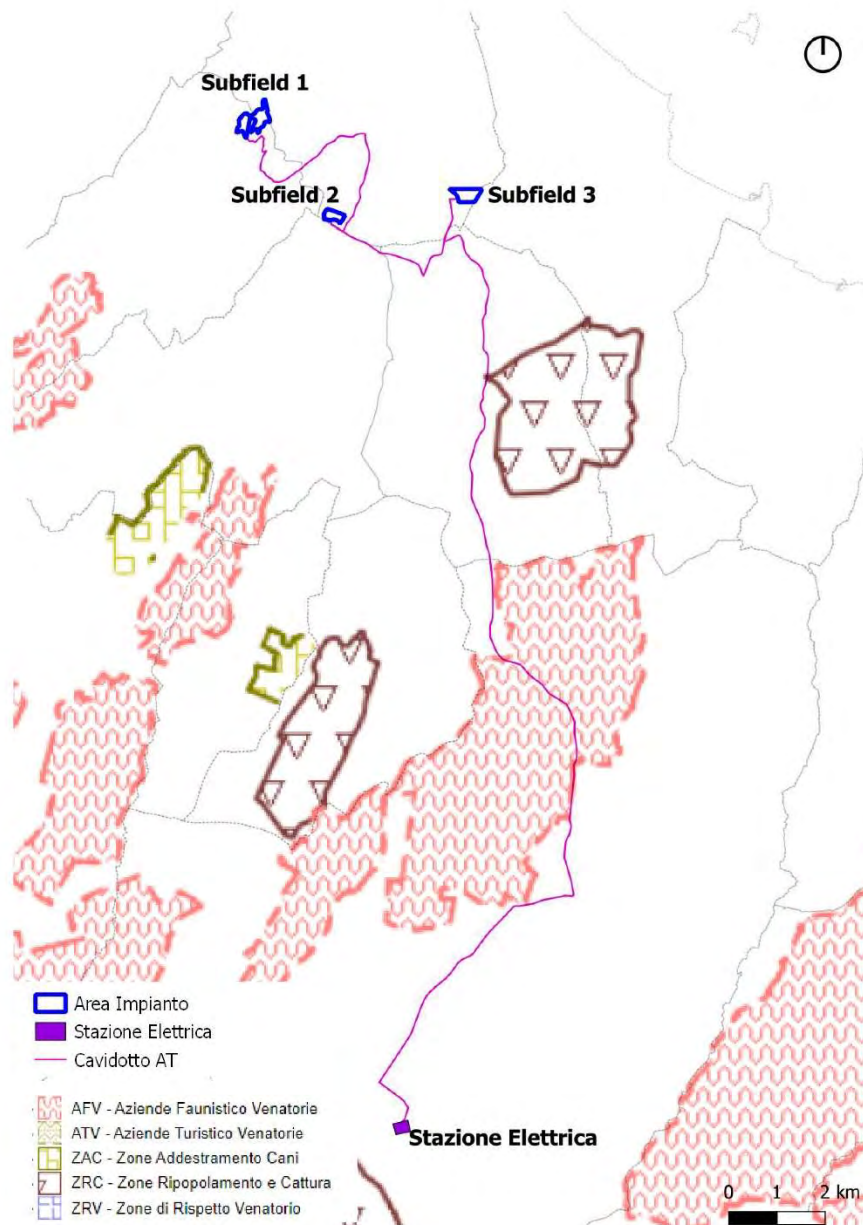 Subfield 1
Subfield 2
Subfield 3
Area Impianto
Stazione Elettrica
Cavidotto AT
AFV - Aziende Faunistico Venatorie
ATV - Aziende Turistico Venatorie
ZAC - Zone Addestramento Cani
ZRC - Zone Ripopolamento e Cattura
ZRV - Zone di Rispetto Venatorio
Stazione Elettrica
0 1 2 km